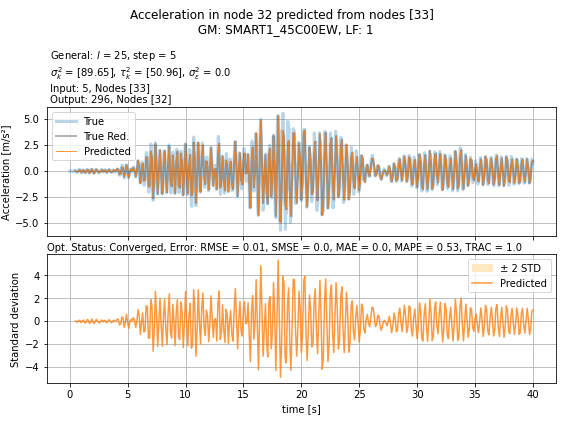 Acceleration in node 32 predicted from nodes [33]
GM: SMART1_45C00EW, LF: 1
General: l = 25, step = 5
σ²ₖ = [89.65], τ²ₖ = [50.96], σ²ε = 0.0
Input: 5, Nodes [33]
Output: 296, Nodes [32]
Acceleration [m/s²]
5.0
2.5
0.0
−2.5
−5.0
True
True Red.
Predicted
Opt. Status: Converged, Error: RMSE = 0.01, SMSE = 0.0, MAE = 0.0, MAPE = 0.53, TRAC = 1.0
Standard deviation
4
2
0
−2
−4
± 2 STD
Predicted
0 5 10 15 20 25 30 35 40
time [s]